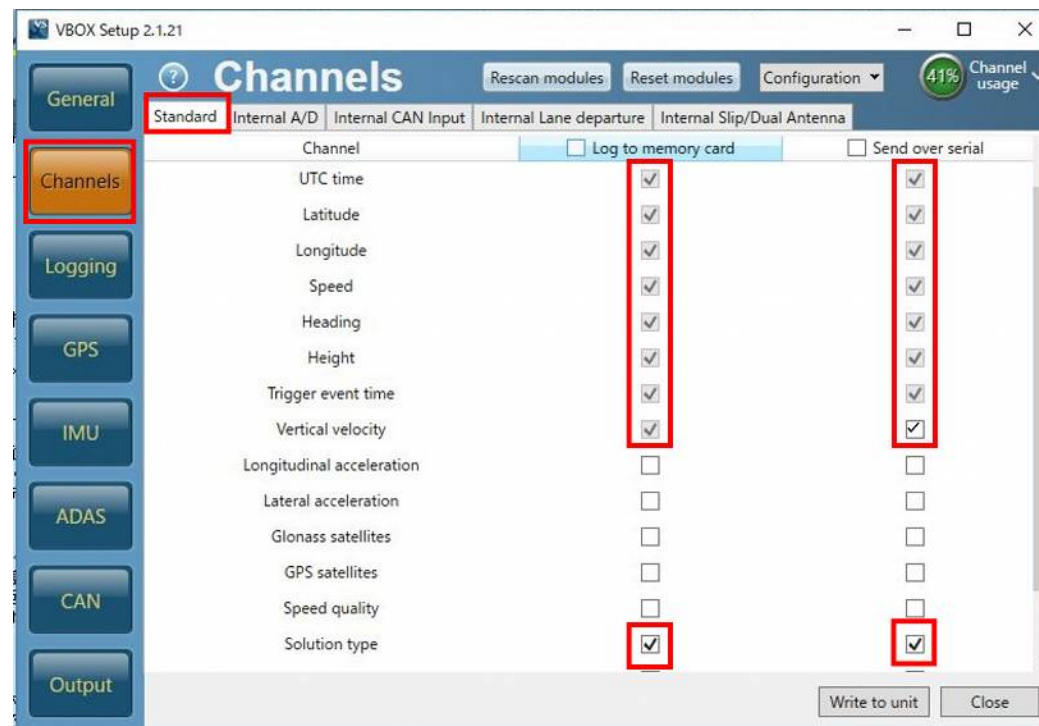 VBOX Setup 2.1.21
General
Channels
Logging
GPS
IMU
ADAS
CAN
Output
? Channels Rescan modules Reset modules Configuration 41% Channel usage
Standard Internal A/D Internal CAN Input Internal Lane departure Internal Slip/Dual Antenna
Channel Log to memory card Send over serial
UTC time
Latitude
Longitude
Speed
Heading
Height
Trigger event time
Vertical velocity
Longitudinal acceleration
Lateral acceleration
Glonass satellites
GPS satellites
Speed quality
Solution type
Write to unit Close